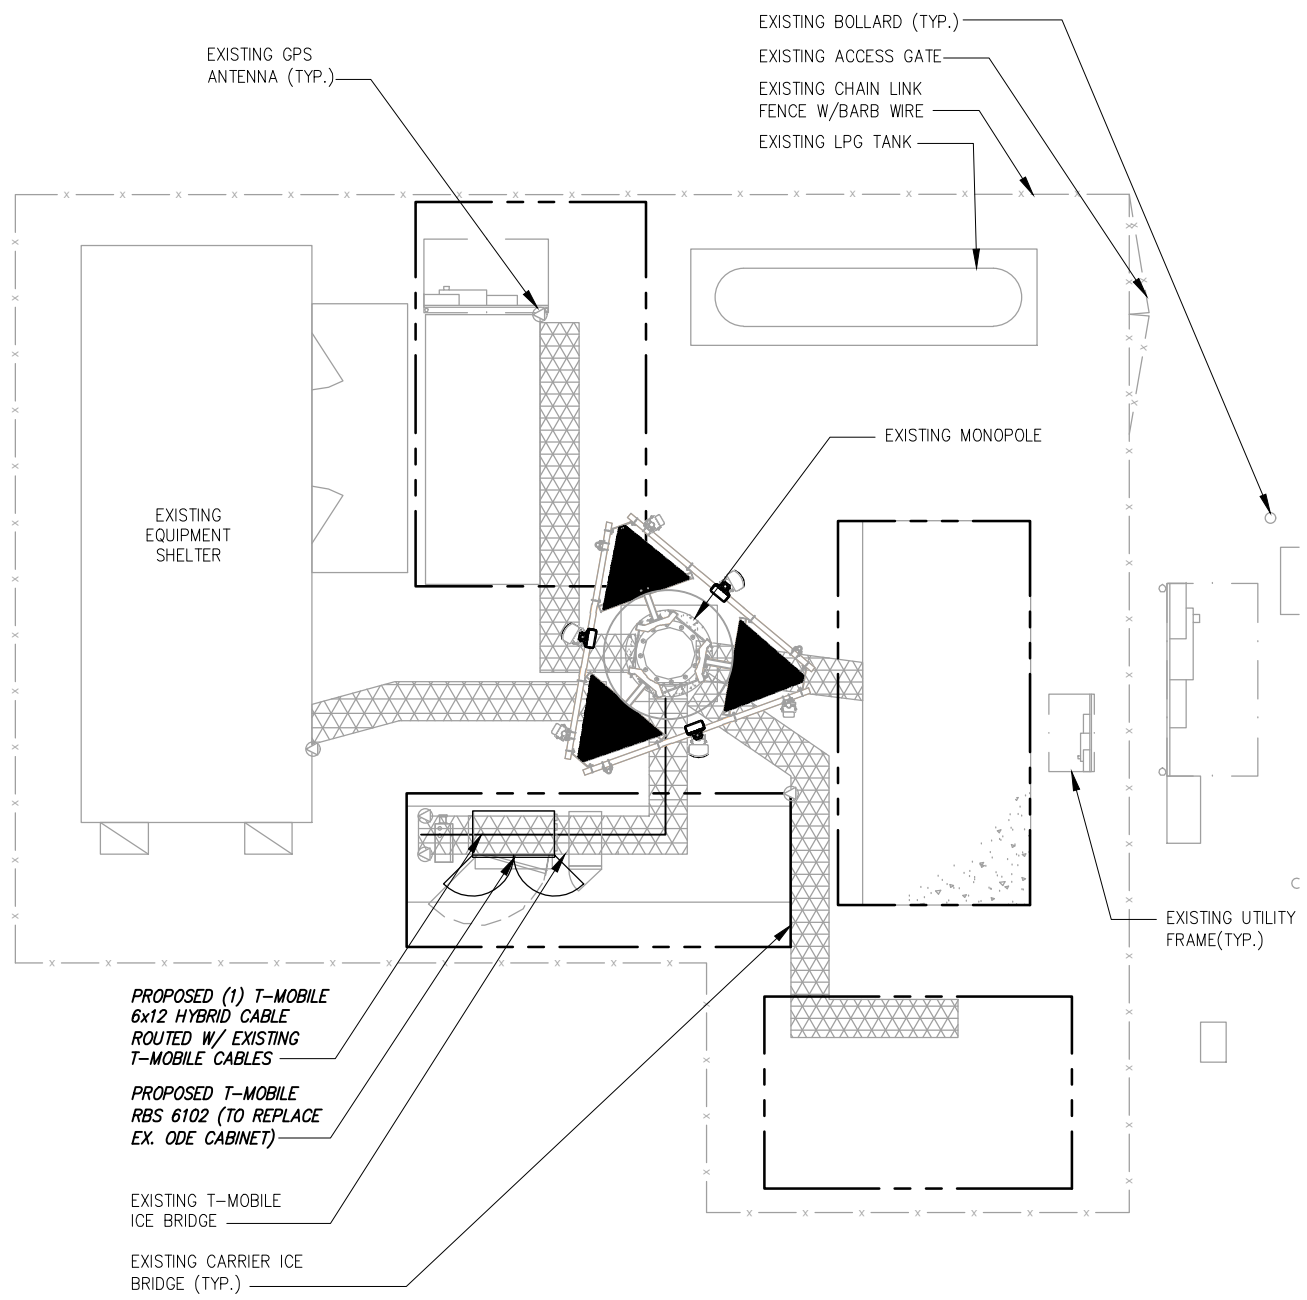 EXISTING BOLLARD (TYP.)
EXISTING GPS
ANTENNA (TYP.)
EXISTING ACCESS GATE
EXISTING CHAIN LINK
FENCE W/BARB WIRE
EXISTING LPG TANK
EXISTING MONOPOLE
EXISTING
EQUIPMENT
SHELTER
EXISTING UTILITY
FRAME(TYP.)
PROPOSED (1) T-MOBILE
6x12 HYBRID CABLE
ROUTED W/ EXISTING
T-MOBILE CABLES
PROPOSED T-MOBILE
RBS 6102 (TO REPLACE
EX. ODE CABINET)
EXISTING T-MOBILE
ICE BRIDGE
EXISTING CARRIER ICE
BRIDGE (TYP.)